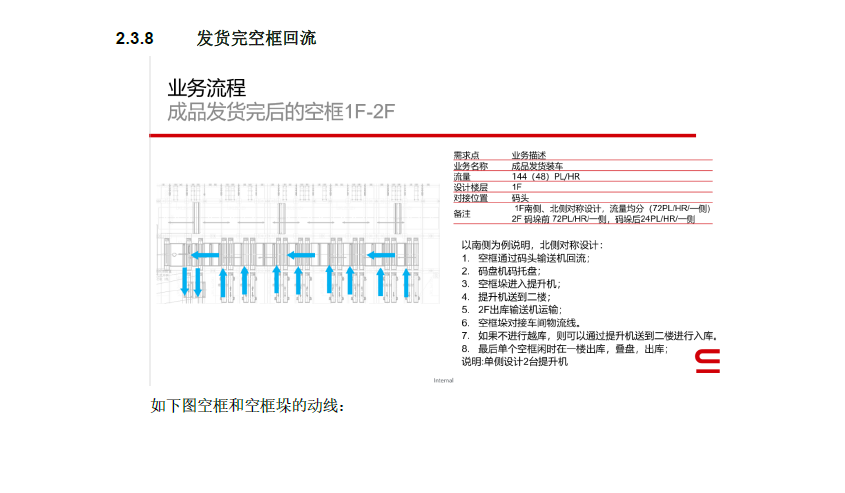 2.3.8 发货完空框回流
业务流程
成品发货完后的空框1F-2F
需求点 业务描述
业务名称 成品发货装车
流量 144（48）PL/HR
设计楼层 1F
对接位置 码头
备注 1F南侧、北侧对称设计，流量均分（72PL/HR/一侧）
2F 码垛前 72PL/HR/一侧，码垛后24PL/HR/一侧
以南侧为例说明，北侧对称设计：
1. 空框通过码头输送机回流；
2. 码盘机码托盘；
3. 空框垛进入提升机；
4. 提升机送到二楼；
5. 2F出库输送机运输；
6. 空框垛对接车间物流线。
7. 如果不进行越库，则可以通过提升机送到二楼进行入库。
8. 最后单个空框闲时在一楼出库，叠盘，出库；
说明:单侧设计2台提升机
Internal
如下图空框和空框垛的动线：